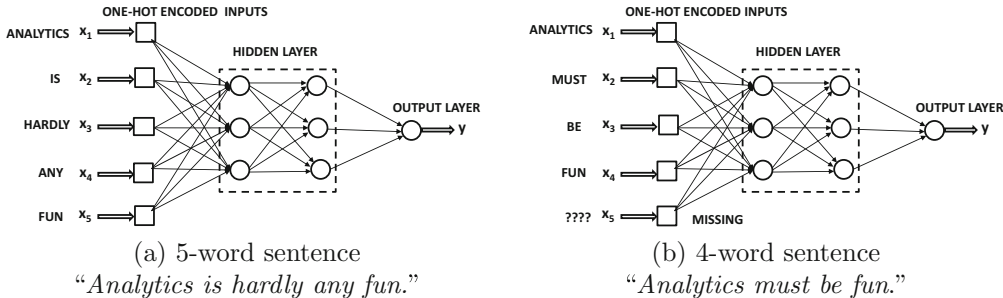 ONE-HOT ENCODED INPUTS
ANALYTICS x1
HIDDEN LAYER
IS x2
OUTPUT LAYER
HARDLY x3
y
ANY x4
FUN x5
(a) 5-word sentence
“Analytics is hardly any fun.”
ONE-HOT ENCODED INPUTS
ANALYTICS x1
HIDDEN LAYER
MUST x2
OUTPUT LAYER
BE x3
y
FUN x4
???? x5 MISSING
(b) 4-word sentence
“Analytics must be fun.”